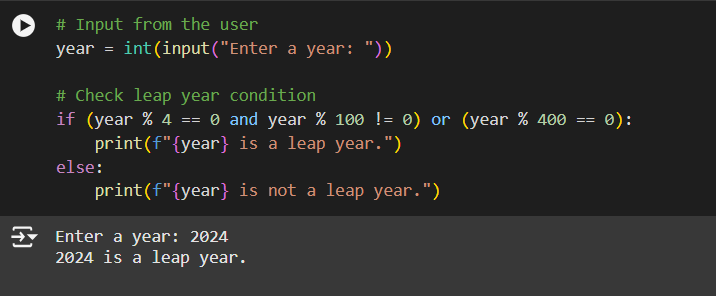 # Input from the user
year = int(input("Enter a year: "))
# Check leap year condition
if (year % 4 == 0 and year % 100 != 0) or (year % 400 == 0):
    print(f"{year} is a leap year.")
else:
    print(f"{year} is not a leap year.")
Enter a year: 2024
2024 is a leap year.